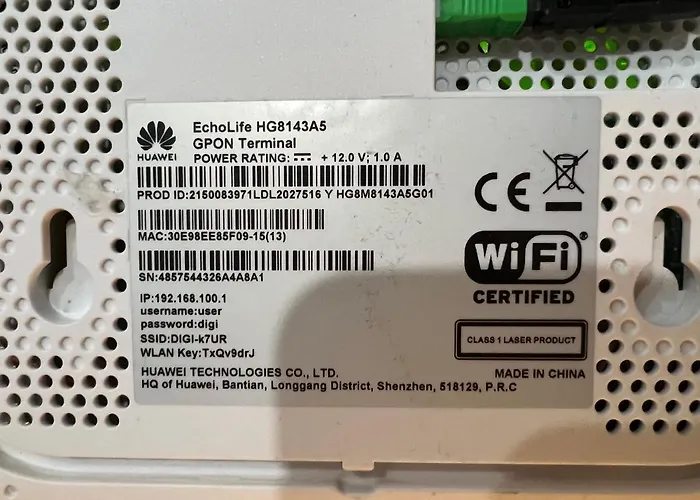 EchoLife HG8143A5
GPON Terminal
HUAWEI
POWER RATING: ⎓ + 12.0 V; 1.0 A
PROD ID:2150083971LDL2027516 Y HG8M8143A5G01
MAC:30E98EE85F09-15(13)
SN:4857544326A4A8A1
IP:192.168.100.1
username:user
password:digi
SSID:DIGI-k7UR
WLAN Key:TxQv9drJ
HUAWEI TECHNOLOGIES CO., LTD.
HQ of Huawei, Bantian, Longgang District, Shenzhen, 518129, P.R.C
CE
WiFi®
CERTIFIED
CLASS 1 LASER PRODUCT
MADE IN CHINA